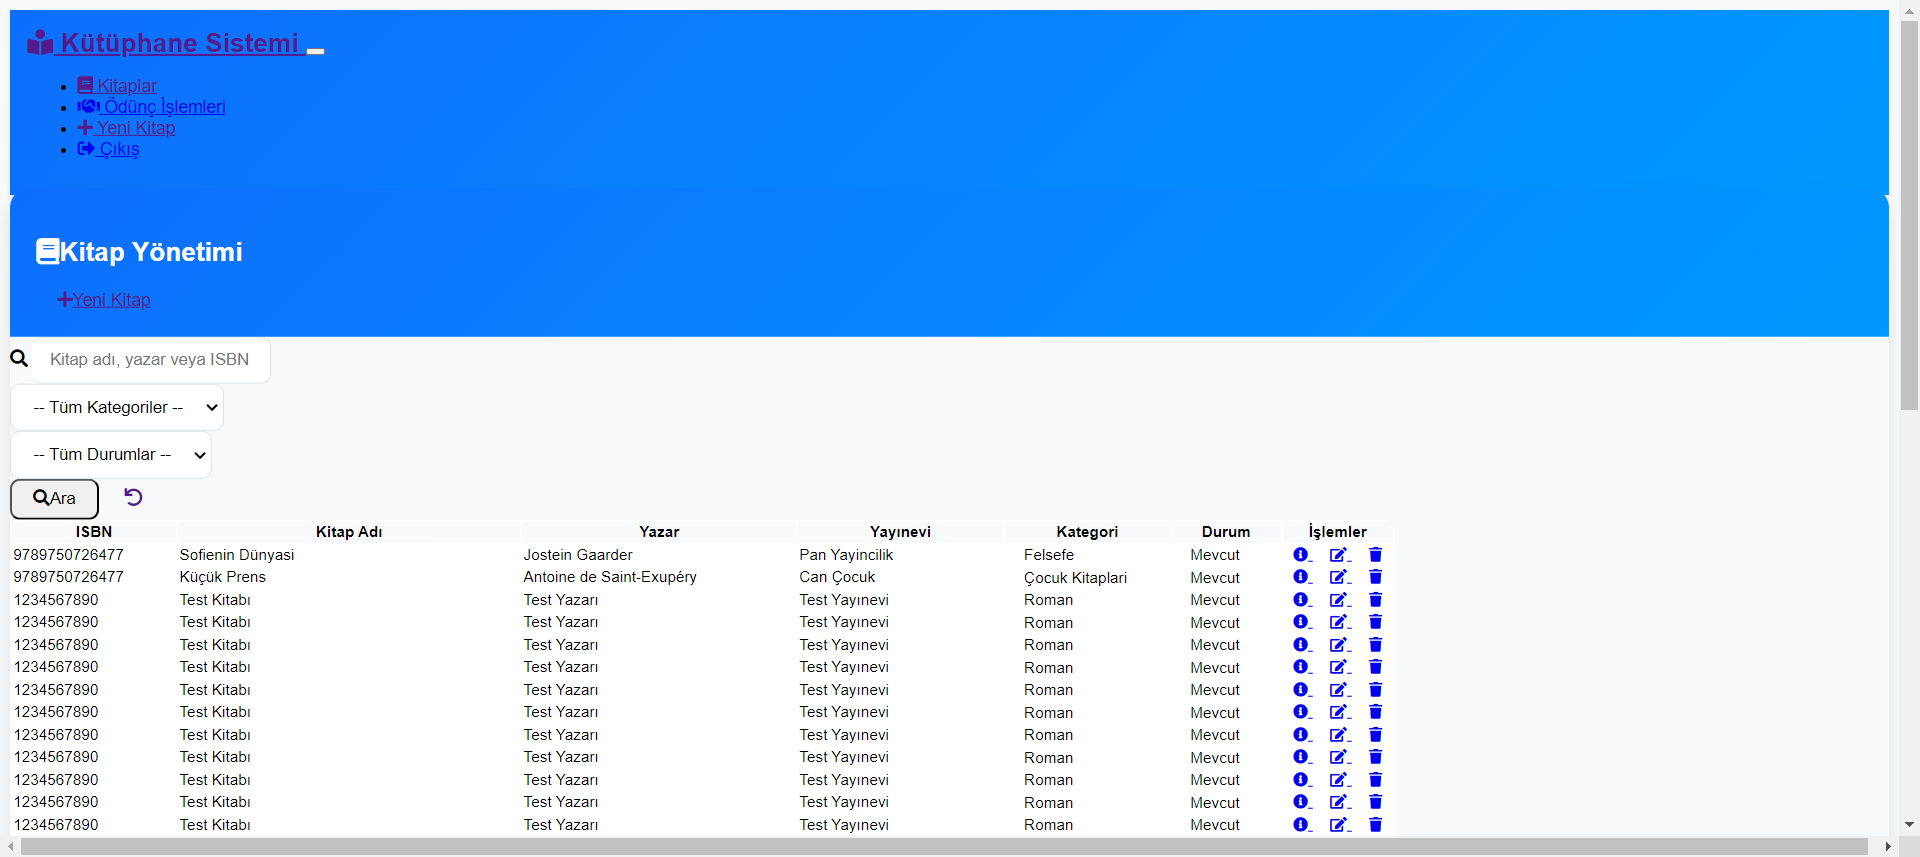 Kütüphane Sistemi
Kitaplar
Ödünç İşlemleri
Yeni Kitap
Çıkış
Kitap Yönetimi
Yeni Kitap
Kitap adı, yazar veya ISBN
-- Tüm Kategoriler --
-- Tüm Durumlar --
Ara
ISBN Kitap Adı Yazar Yayınevi Kategori Durum İşlemler
9789750726477 Sofienin Dünyasi Jostein Gaarder Pan Yayincilik Felsefe Mevcut
9789750726477 Küçük Prens Antoine de Saint-Exupéry Can Çocuk Çocuk Kitaplari Mevcut
1234567890 Test Kitabı Test Yazarı Test Yayınevi Roman Mevcut
1234567890 Test Kitabı Test Yazarı Test Yayınevi Roman Mevcut
1234567890 Test Kitabı Test Yazarı Test Yayınevi Roman Mevcut
1234567890 Test Kitabı Test Yazarı Test Yayınevi Roman Mevcut
1234567890 Test Kitabı Test Yazarı Test Yayınevi Roman Mevcut
1234567890 Test Kitabı Test Yazarı Test Yayınevi Roman Mevcut
1234567890 Test Kitabı Test Yazarı Test Yayınevi Roman Mevcut
1234567890 Test Kitabı Test Yazarı Test Yayınevi Roman Mevcut
1234567890 Test Kitabı Test Yazarı Test Yayınevi Roman Mevcut
1234567890 Test Kitabı Test Yazarı Test Yayınevi Roman Mevcut
1234567890 Test Kitabı Test Yazarı Test Yayınevi Roman Mevcut